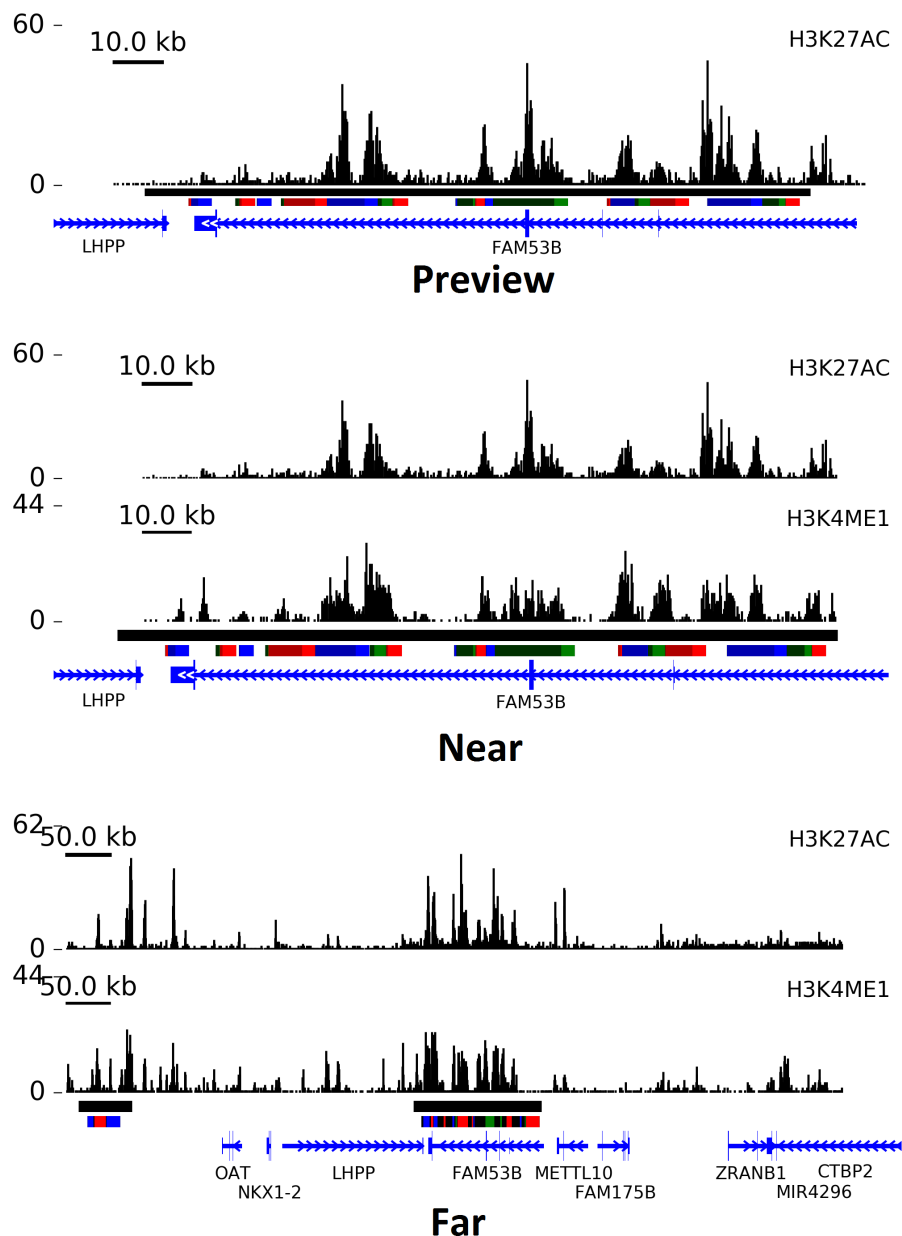 60
10.0 kb
H3K27AC
0
LHPP
FAM53B
Preview
60
10.0 kb
H3K27AC
0
44
10.0 kb
H3K4ME1
0
LHPP
FAM53B
Near
62
50.0 kb
H3K27AC
0
44
50.0 kb
H3K4ME1
0
OAT LHPP FAM53B METTL10 ZRANB1 CTBP2
NKX1-2 FAM175B MIR4296
Far